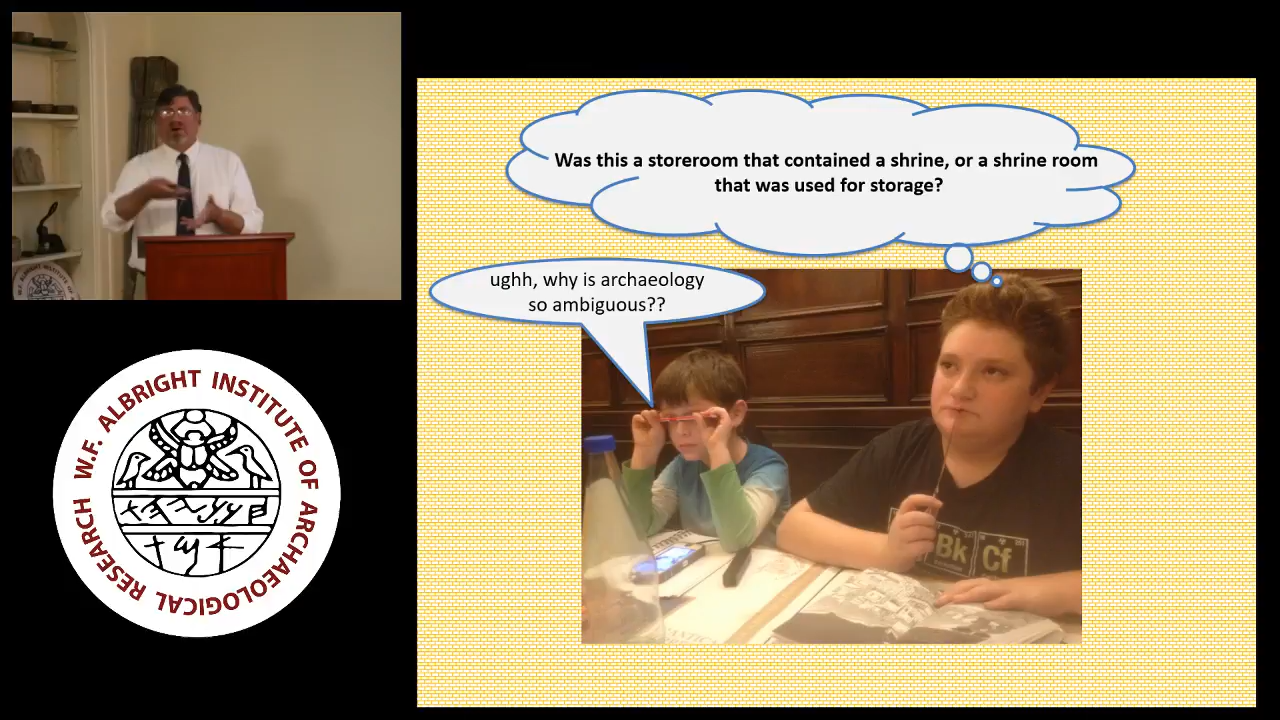 Was this a storeroom that contained a shrine, or a shrine room
that was used for storage?
ughh, why is archaeology
so ambiguous??
Bk Cf
W.F. ALBRIGHT INSTITUTE OF ARCHAEOLOGICAL RESEARCH